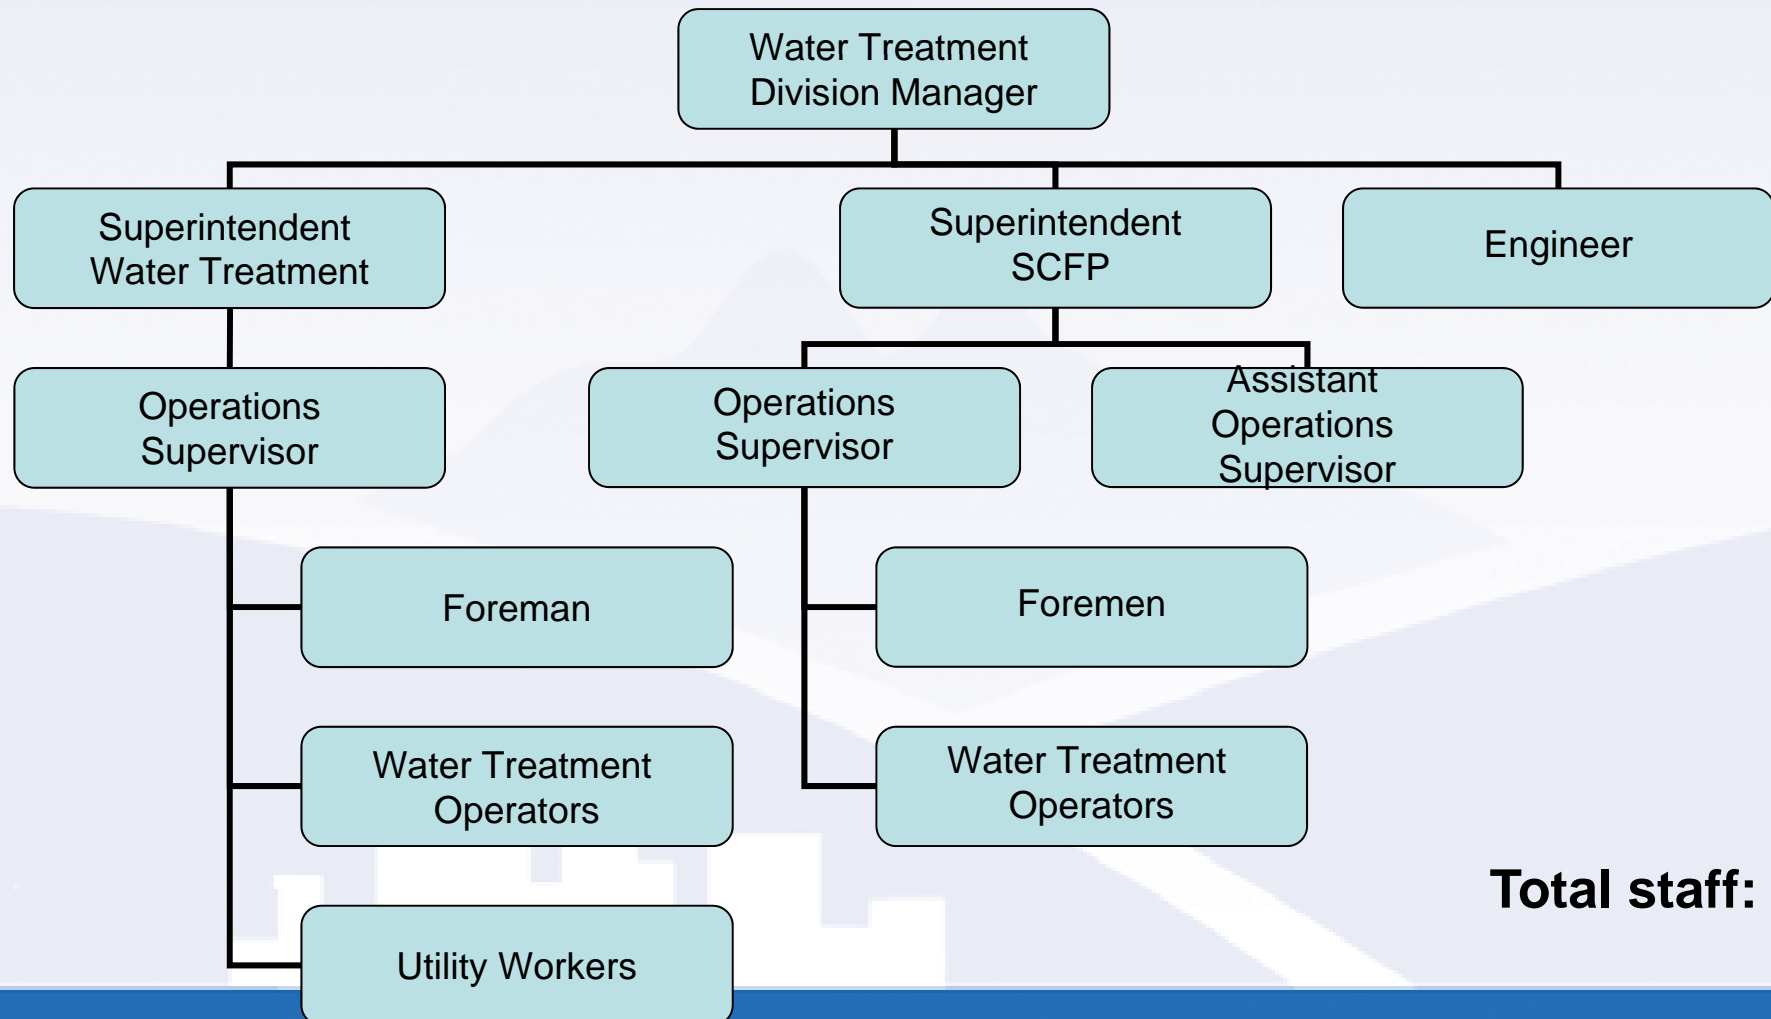 Water Treatment
Division Manager
Superintendent
Water Treatment
Superintendent
SCFP
Engineer
Operations
Supervisor
Operations
Supervisor
Assistant
Operations
Supervisor
Foreman
Foremen
Water Treatment
Operators
Water Treatment
Operators
Utility Workers
Total staff: